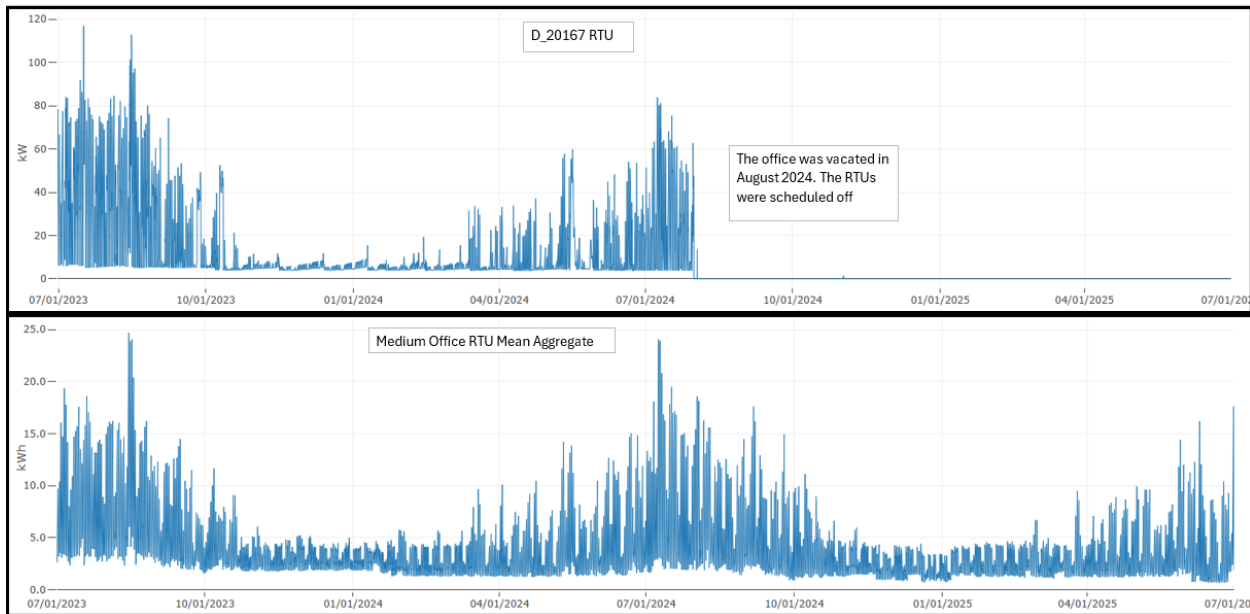 D_20167 RTU
120
100
80
60
40
20
0
kW
The office was vacated in
August 2024. The RTUs
were scheduled off
07/01/2023 10/01/2023 01/01/2024 04/01/2024 07/01/2024 10/01/2024 01/01/2025 04/01/2025 07/01/20
Medium Office RTU Mean Aggregate
25.0
20.0
15.0
10.0
5.0
0.0
kWh
07/01/2023 10/01/2023 01/01/2024 04/01/2024 07/01/2024 10/01/2024 01/01/2025 04/01/2025 07/01/20